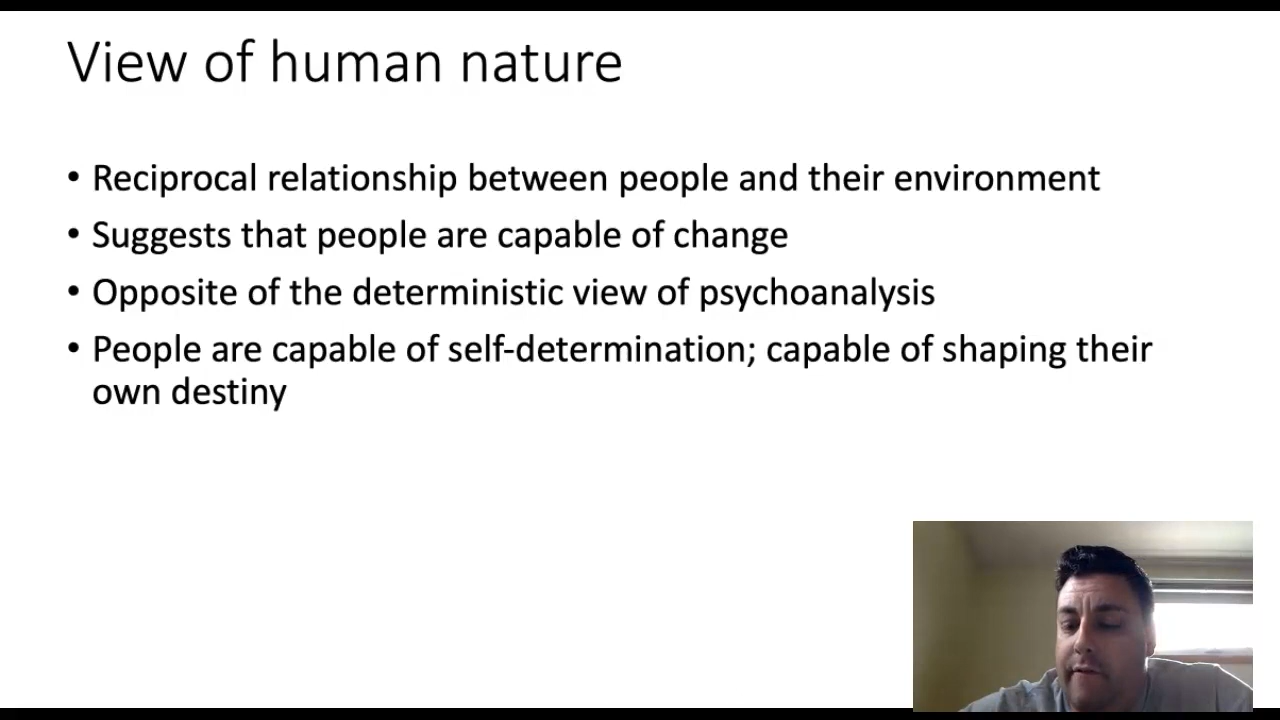 View of human nature
• Reciprocal relationship between people and their environment
• Suggests that people are capable of change
• Opposite of the deterministic view of psychoanalysis
• People are capable of self-determination; capable of shaping their
own destiny